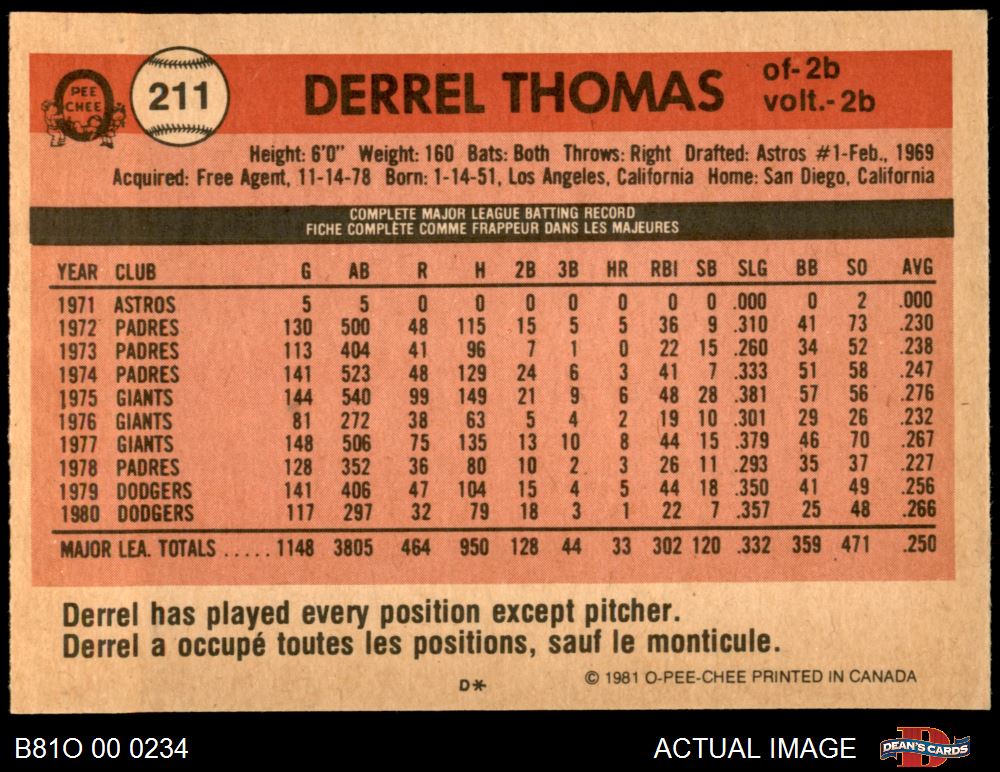 PEE
CHEE
211
DERREL THOMAS
of-2b
volt.-2b
Height: 6'0" Weight: 160 Bats: Both Throws: Right Drafted: Astros #1-Feb., 1969
Acquired: Free Agent, 11-14-78 Born: 1-14-51, Los Angeles, California Home: San Diego, California
COMPLETE MAJOR LEAGUE BATTING RECORD
FICHE COMPLÈTE COMME FRAPPEUR DANS LES MAJEURES
YEAR CLUB G AB R H 2B 3B HR RBI SB SLG BB SO AVG
1971 ASTROS 5 5 0 0 0 0 0 0 0 .000 0 2 .000
1972 PADRES 130 500 48 115 15 5 5 36 9 .310 41 73 .230
1973 PADRES 113 404 41 96 7 1 0 22 15 .260 34 52 .238
1974 PADRES 141 523 48 129 24 6 3 41 7 .333 51 58 .247
1975 GIANTS 144 540 99 149 21 9 6 48 28 .381 57 56 .276
1976 GIANTS 81 272 38 63 5 4 2 19 10 .301 29 26 .232
1977 GIANTS 148 506 75 135 13 10 8 44 15 .379 46 70 .267
1978 PADRES 128 352 36 80 10 2 3 26 11 .293 35 37 .227
1979 DODGERS 141 406 47 104 15 4 5 44 18 .350 41 49 .256
1980 DODGERS 117 297 32 79 18 3 1 22 7 .357 25 48 .266
MAJOR LEA. TOTALS ..... 1148 3805 464 950 128 44 33 302 120 .332 359 471 .250
Derrel has played every position except pitcher.
Derrel a occupé toutes les positions, sauf le monticule.
D*
© 1981 O-PEE-CHEE PRINTED IN CANADA
B81O 00 0234
ACTUAL IMAGE
DEAN'S CARDS